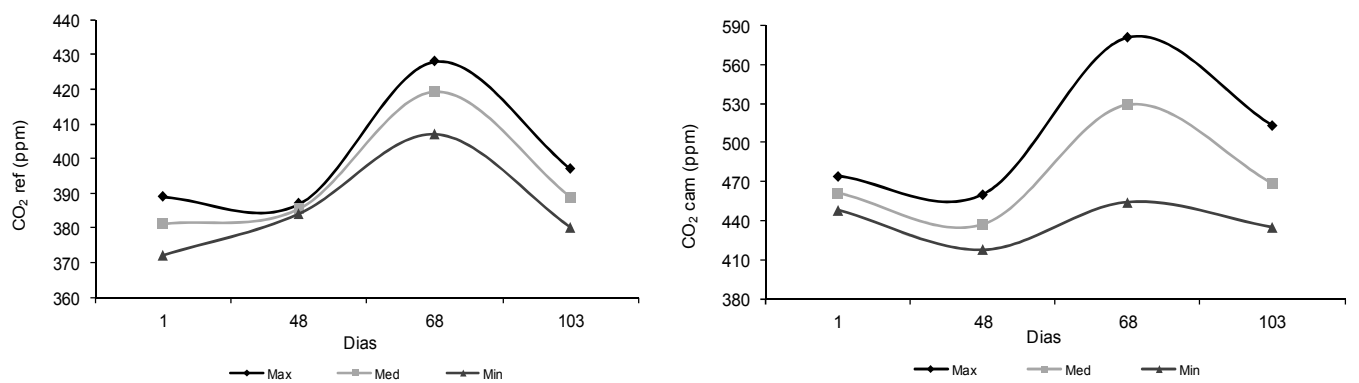 CO₂ ref (ppm)
440
430
420
410
400
390
380
370
360
1 48 68 103
Dias
Max Med Min
CO₂ cam (ppm)
590
560
530
500
470
440
410
380
1 48 68 103
Dias
Max Med Min